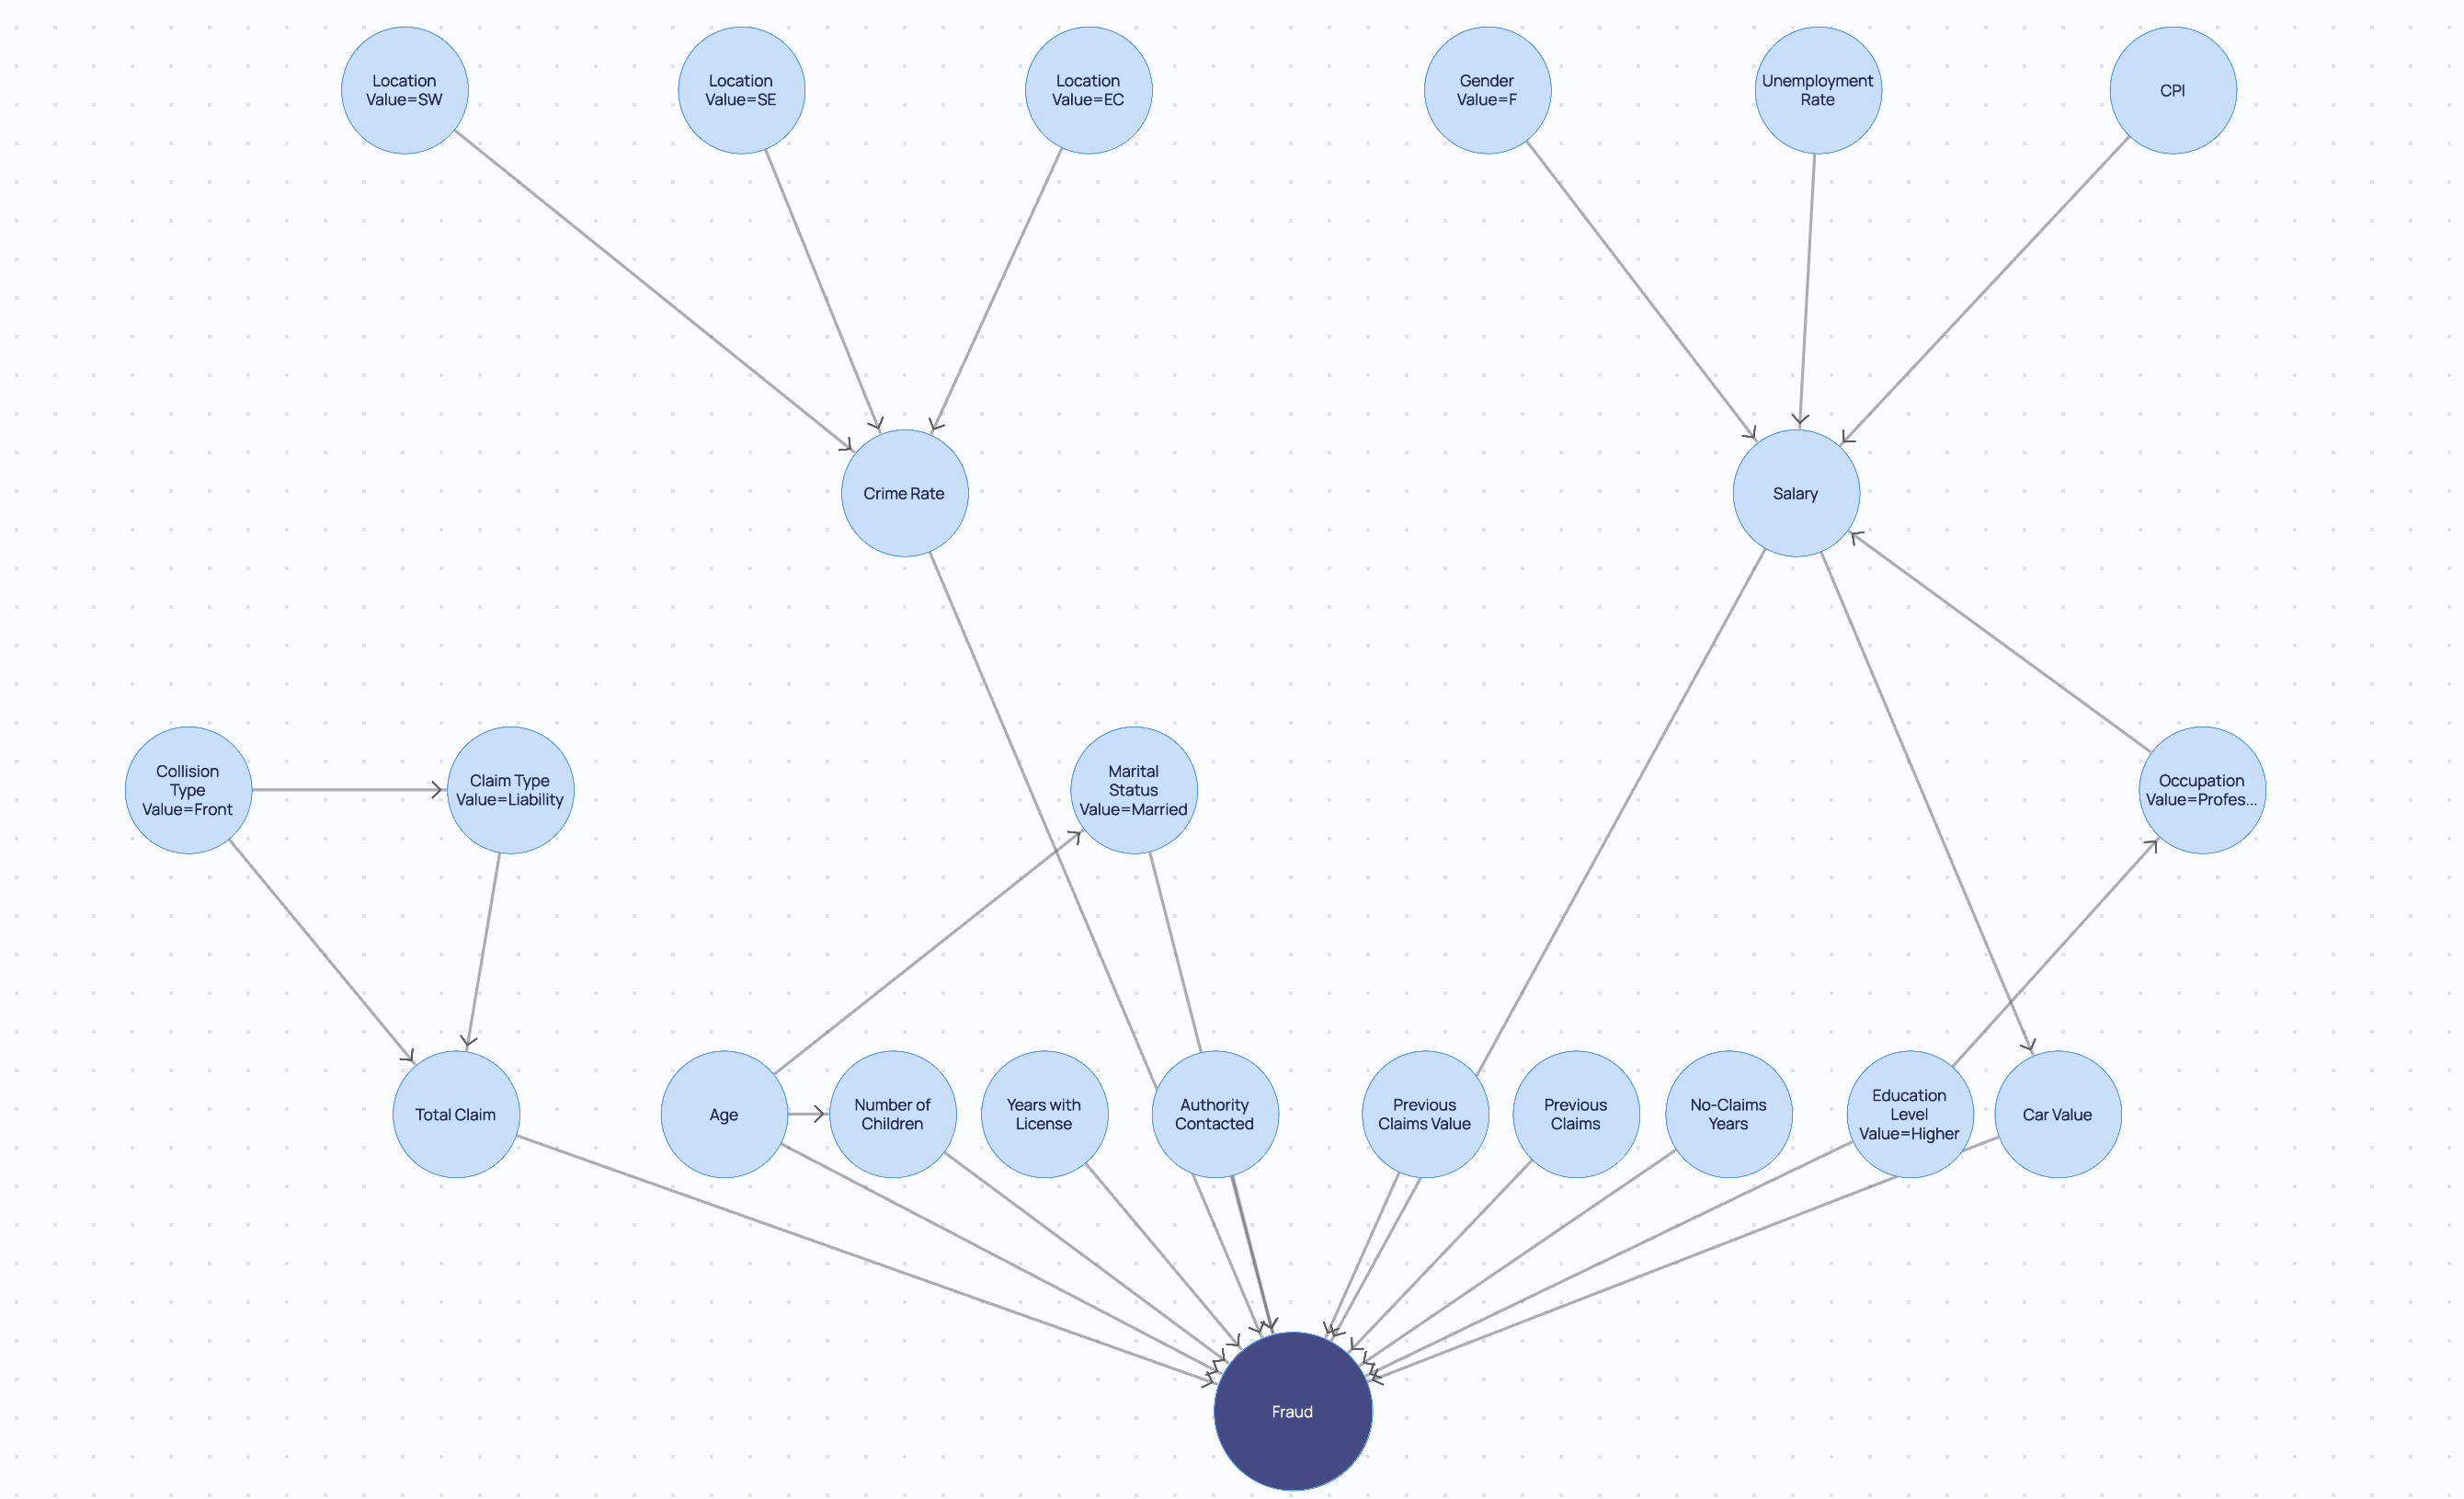 Location
Value=SW
Location
Value=SE
Location
Value=EC
Gender
Value=F
Unemployment
Rate
CPI
Crime Rate
Salary
Collision
Type
Value=Front
Claim Type
Value=Liability
Marital
Status
Value=Married
Occupation
Value=Profes...
Total Claim
Age
Number of
Children
Years with
License
Authority
Contacted
Previous
Claims Value
Previous
Claims
No-Claims
Years
Education
Level
Value=Higher
Car Value
Fraud